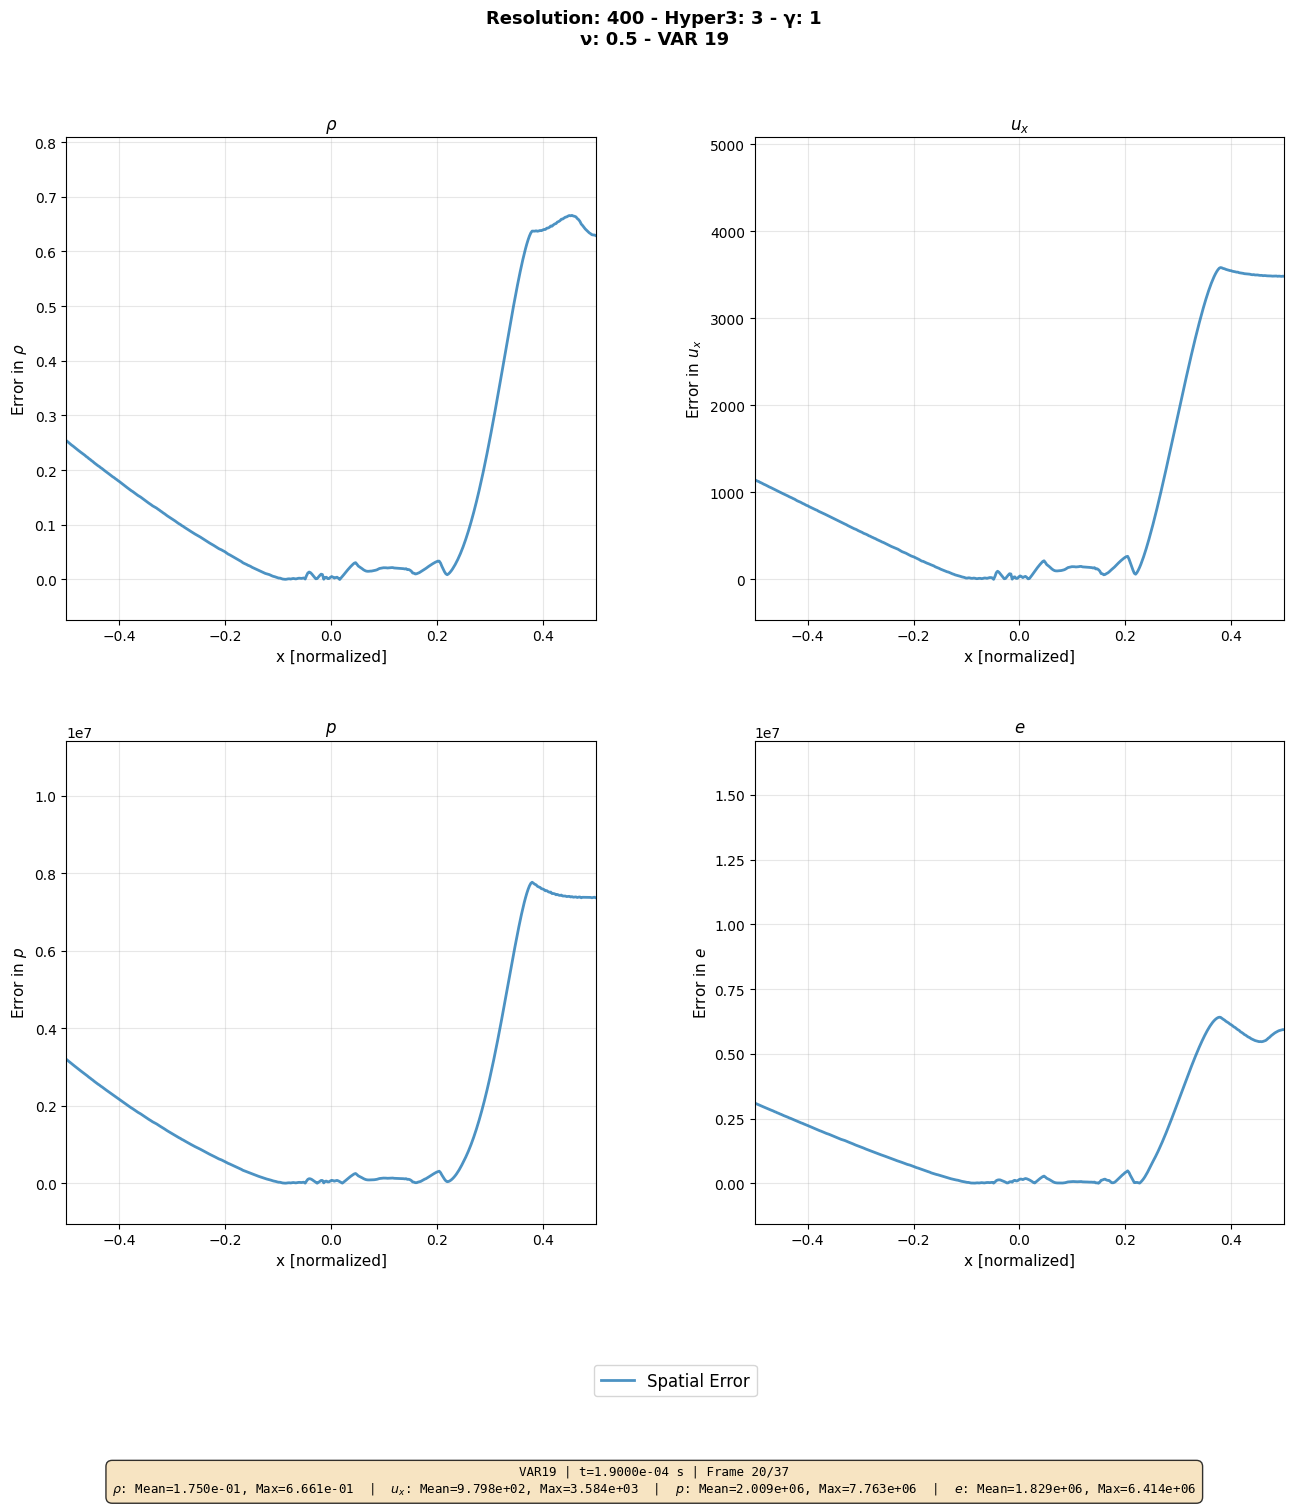 Resolution: 400 - Hyper3: 3 - γ: 1
ν: 0.5 - VAR 19
ρ
Error in ρ
0.8
0.7
0.6
0.5
0.4
0.3
0.2
0.1
0.0
−0.4 −0.2 0.0 0.2 0.4
x [normalized]
u_x
Error in u_x
5000
4000
3000
2000
1000
0
−0.4 −0.2 0.0 0.2 0.4
x [normalized]
p
1e7
Error in p
1.0
0.8
0.6
0.4
0.2
0.0
−0.4 −0.2 0.0 0.2 0.4
x [normalized]
e
1e7
Error in e
1.50
1.25
1.00
0.75
0.50
0.25
0.00
−0.4 −0.2 0.0 0.2 0.4
x [normalized]
Spatial Error
VAR19 | t=1.9000e-04 s | Frame 20/37
ρ: Mean=1.750e-01, Max=6.661e-01 | u_x: Mean=9.798e+02, Max=3.584e+03 | p: Mean=2.009e+06, Max=7.763e+06 | e: Mean=1.829e+06, Max=6.414e+06